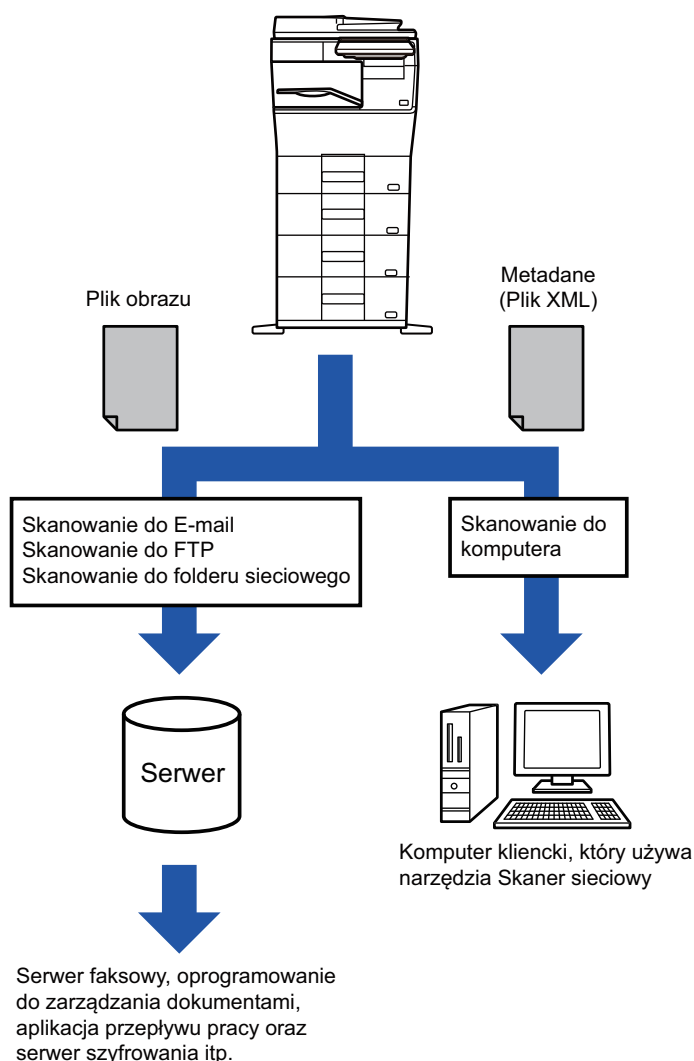 Plik obrazu
Metadane
(Plik XML)
Skanowanie do E-mail
Skanowanie do FTP
Skanowanie do folderu sieciowego
Skanowanie do
komputera
Serwer
Komputer kliencki, który używa
narzędzia Skaner sieciowy
Serwer faksowy, oprogramowanie
do zarządzania dokumentami,
aplikacja przepływu pracy oraz
serwer szyfrowania itp.